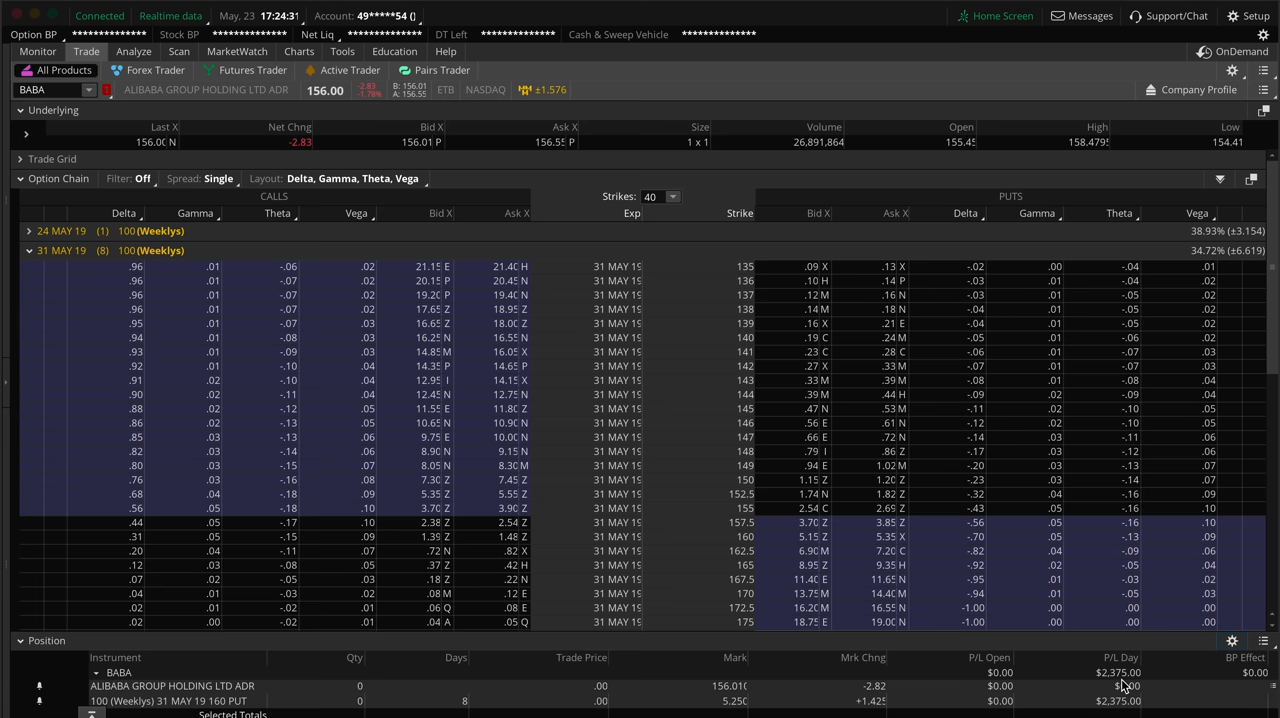 Connected Realtime data May, 23 17:24:31 Account: 49*****54 () Home Screen Messages Support/Chat Setup
Option BP ************** Stock BP ************** Net Liq ************** DT Left ************** Cash & Sweep Vehicle **************
Monitor Trade Analyze Scan MarketWatch Charts Tools Education Help OnDemand
All Products Forex Trader Futures Trader Active Trader Pairs Trader
BABA 1 ALIBABA GROUP HOLDING LTD ADR 156.00 -2.83 -1.78% B: 156.01 A: 156.55 ETB NASDAQ ±1.576 Company Profile
Underlying
Last X Net Chng Bid X Ask X Size Volume Open High Low
156.00 N -2.83 156.01 P 156.55 P 1 x 1 26,891,864 155.45 158.4795 154.41
Trade Grid
Option Chain Filter: Off Spread: Single Layout: Delta, Gamma, Theta, Vega
CALLS Strikes: 40 PUTS
Delta Gamma Theta Vega Bid X Ask X Exp Strike Bid X Ask X Delta Gamma Theta Vega
24 MAY 19 (1) 100 (Weeklys) 38.93% (±3.154)
31 MAY 19 (8) 100 (Weeklys) 34.72% (±6.619)
.96 .01 -.06 .02 21.15 E 21.40 H 31 MAY 19 135 .09 X .13 X -.02 .00 -.04 .01
.96 .01 -.07 .02 20.15 P 20.45 N 31 MAY 19 136 .10 H .14 P -.03 .01 -.04 .02
.96 .01 -.07 .02 19.20 P 19.40 N 31 MAY 19 137 .12 M .16 N -.03 .01 -.05 .02
.96 .01 -.07 .02 17.65 Z 18.95 Z 31 MAY 19 138 .14 M .18 N -.04 .01 -.05 .02
.95 .01 -.07 .03 16.65 Z 18.00 Z 31 MAY 19 139 .16 X .21 E -.04 .01 -.05 .02
.94 .01 -.08 .03 16.25 N 16.55 N 31 MAY 19 140 .19 C .24 M -.05 .01 -.06 .02
.93 .01 -.09 .03 14.85 M 16.05 X 31 MAY 19 141 .23 C .28 C -.06 .01 -.07 .03
.92 .01 -.10 .04 14.35 P 14.65 P 31 MAY 19 142 .27 X .33 M -.07 .01 -.07 .03
.91 .02 -.10 .04 12.95 I 14.15 X 31 MAY 19 143 .33 M .39 M -.08 .01 -.08 .04
.90 .02 -.11 .04 12.45 N 12.75 N 31 MAY 19 144 .39 M .44 H -.09 .02 -.09 .04
.88 .02 -.12 .05 11.55 E 11.80 Z 31 MAY 19 145 .47 N .53 M -.11 .02 -.10 .05
.86 .02 -.13 .05 10.65 N 10.90 N 31 MAY 19 146 .56 E .61 N -.12 .02 -.10 .05
.85 .03 -.13 .06 9.75 E 10.00 N 31 MAY 19 147 .66 E .72 N -.14 .03 -.11 .06
.82 .03 -.14 .06 8.90 N 9.15 N 31 MAY 19 148 .79 I .86 Z -.17 .03 -.12 .06
.80 .03 -.15 .07 8.05 N 8.30 M 31 MAY 19 149 .94 E 1.02 M -.20 .03 -.13 .07
.76 .03 -.16 .08 7.30 Z 7.45 Z 31 MAY 19 150 1.15 Z 1.20 Z -.23 .03 -.14 .07
.68 .04 -.18 .09 5.35 Z 5.55 Z 31 MAY 19 152.5 1.74 N 1.82 Z -.32 .04 -.16 .09
.56 .05 -.18 .10 3.70 Z 3.90 Z 31 MAY 19 155 2.54 C 2.69 Z -.43 .05 -.16 .10
.44 .05 -.17 .10 2.38 Z 2.54 Z 31 MAY 19 157.5 3.70 Z 3.85 Z -.56 .05 -.16 .10
.31 .05 -.15 .09 1.39 Z 1.48 Z 31 MAY 19 160 5.15 Z 5.35 X -.70 .05 -.13 .09
.20 .04 -.11 .07 .72 N .82 X 31 MAY 19 162.5 6.90 M 7.20 C -.82 .04 -.09 .06
.12 .03 -.08 .05 .37 Z .42 H 31 MAY 19 165 8.95 Z 9.35 H -.92 .02 -.05 .04
.07 .02 -.05 .03 .18 Z .22 N 31 MAY 19 167.5 11.40 E 11.65 N -.95 .01 -.03 .02
.04 .01 -.03 .02 .08 M .12 E 31 MAY 19 170 13.75 M 14.40 M -.94 .01 -.05 .03
.02 .01 -.02 .01 .06 Q .08 E 31 MAY 19 172.5 16.20 M 16.55 N -1.00 .00 .00 .00
.02 .00 -.02 .01 .04 A .05 Q 31 MAY 19 175 18.75 E 19.00 N -1.00 .00 .00 .00
Position
Instrument Qty Days Trade Price Mark Mrk Chng P/L Open P/L Day BP Effect
BABA $0.00 $2,375.00 $0.00
ALIBABA GROUP HOLDING LTD ADR 0 .00 156.010 -2.82 $0.00
100 (Weeklys) 31 MAY 19 160 PUT 0 8 .00 5.250 +1.425 $0.00 $2,375.00
Selected Totals